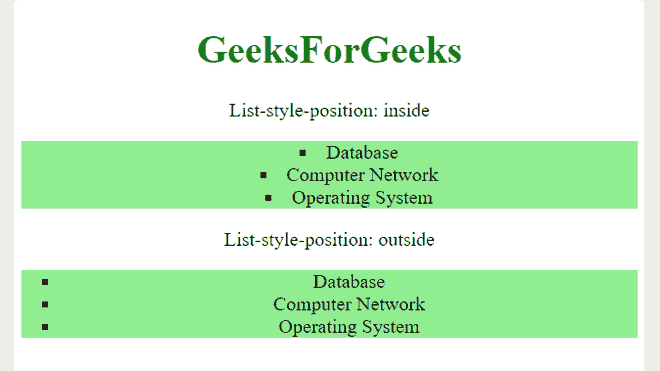 GeeksForGeeks
List-style-position: inside
▪ Database
▪ Computer Network
▪ Operating System
List-style-position: outside
▪ Database
▪ Computer Network
▪ Operating System